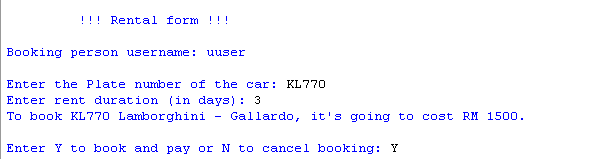 !!! Rental form !!!
Booking person username: uuser
Enter the Plate number of the car: KL770
Enter rent duration (in days): 3
To book KL770 Lamborghini - Gallardo, it's going to cost RM 1500.
Enter Y to book and pay or N to cancel booking: Y